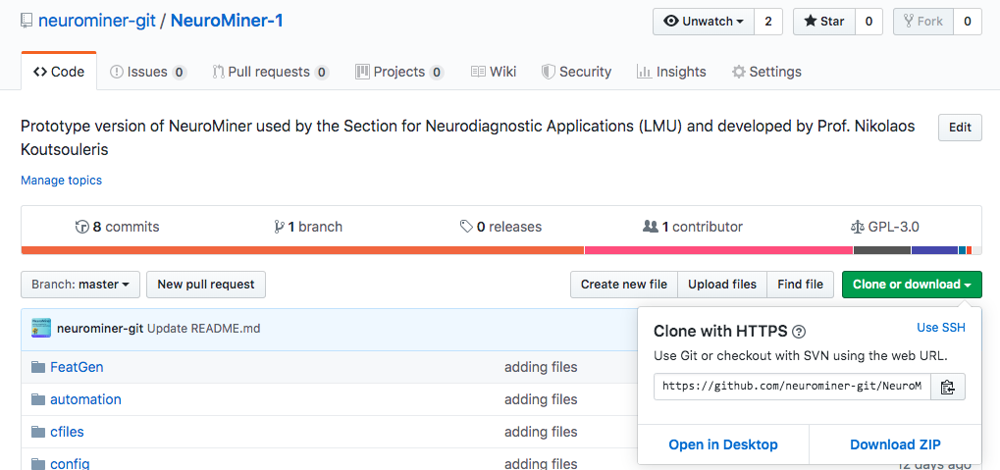 neurominer-git / NeuroMiner-1
Unwatch 2 Star 0 Fork 0
Code Issues 0 Pull requests 0 Projects 0 Wiki Security Insights Settings
Prototype version of NeuroMiner used by the Section for Neurodiagnostic Applications (LMU) and developed by Prof. Nikolaos
Koutsouleris
Edit
Manage topics
8 commits 1 branch 0 releases 1 contributor GPL-3.0
Branch: master New pull request Create new file Upload files Find file Clone or download
neurominer-git Update README.md
Clone with HTTPS Use SSH
Use Git or checkout with SVN using the web URL.
https://github.com/neurominer-git/NeuroM
Open in Desktop Download ZIP
FeatGen adding files
automation adding files
cfiles adding files
config adding files 12 days ago